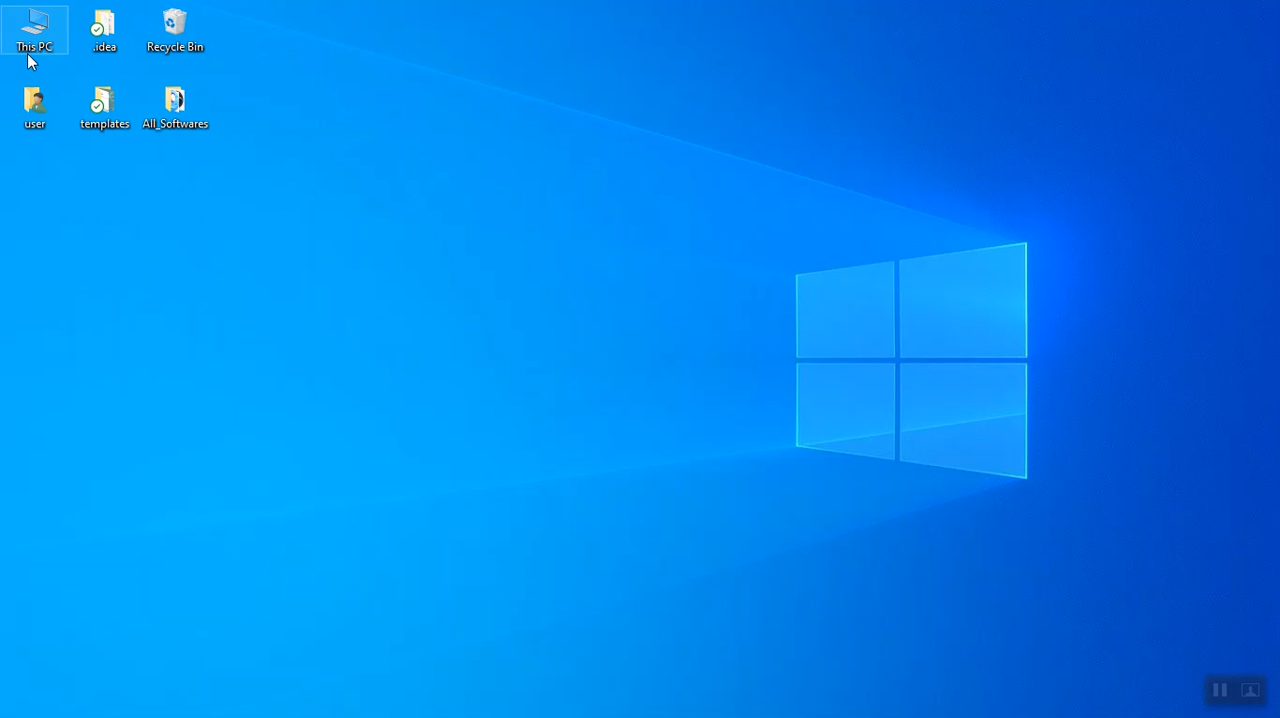 This PC
.idea
Recycle Bin
user
templates
All_Softwares